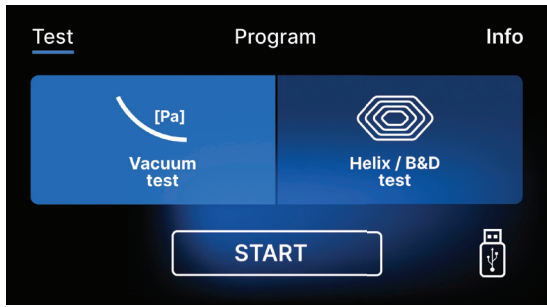 Test Program Info
[Pa]
Vacuum
test
Helix / B&D
test
START